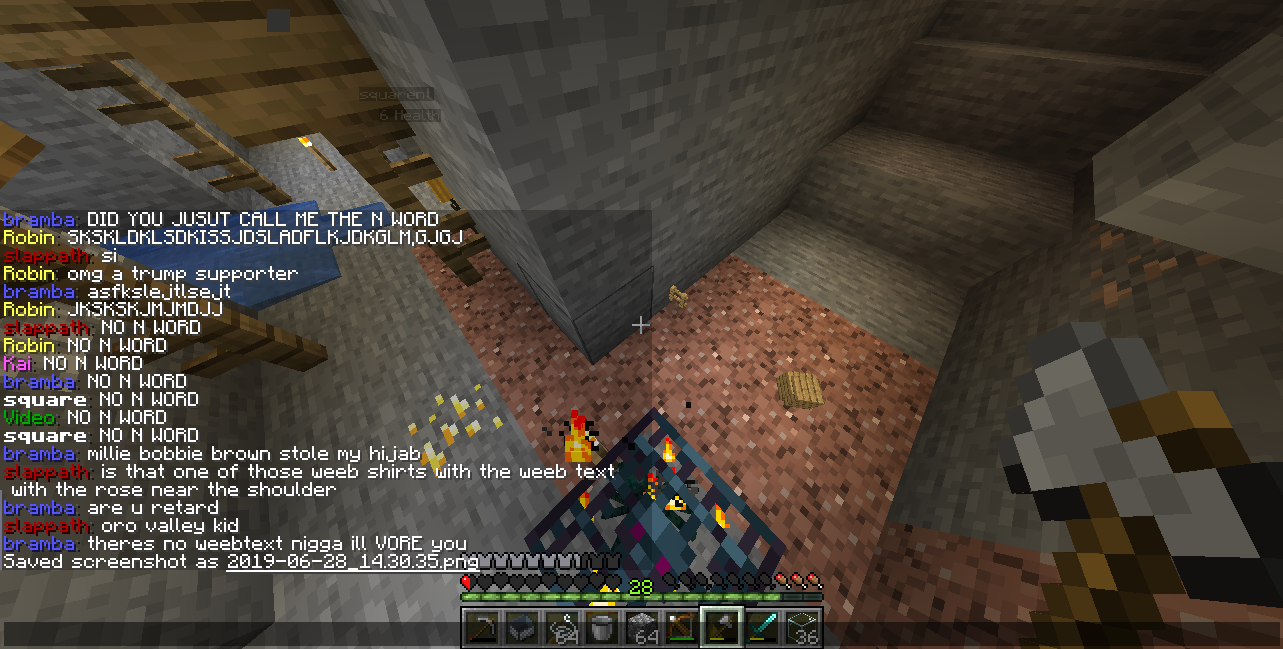 squarent
6 Health
bramba: DID YOU JUSUT CALL ME THE N WORD
Robin: SKSKLDKLSDKISSJDSLADFLKJDKGLM,GJGJ
slappath: si
Robin: omg a trump supporter
bramba: asfkslejtlsejt
Robin: JKSKSKJMJMDJJ
slappath: NO N WORD
Robin: NO N WORD
Kai: NO N WORD
bramba: NO N WORD
square: NO N WORD
Video: NO N WORD
square: NO N WORD
bramba: millie bobbie brown stole my hijab
slappath: is that one of those weeb shirts with the weeb text
with the rose near the shoulder
bramba: are u retard
slappath: oro valley kid
bramba: theres no weebtext nigga ill VORE you
Saved screenshot as 2019-06-28_14.30.35.png
28
64 64 36